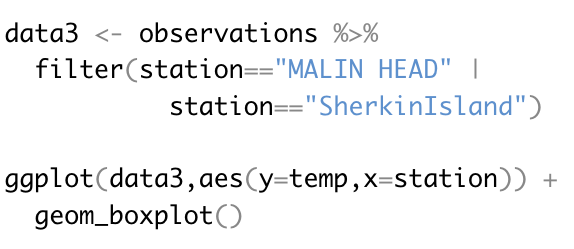 data3 <- observations %>%
  filter(station=="MALIN HEAD" |
         station=="SherkinIsland")

ggplot(data3,aes(y=temp,x=station)) +
  geom_boxplot()